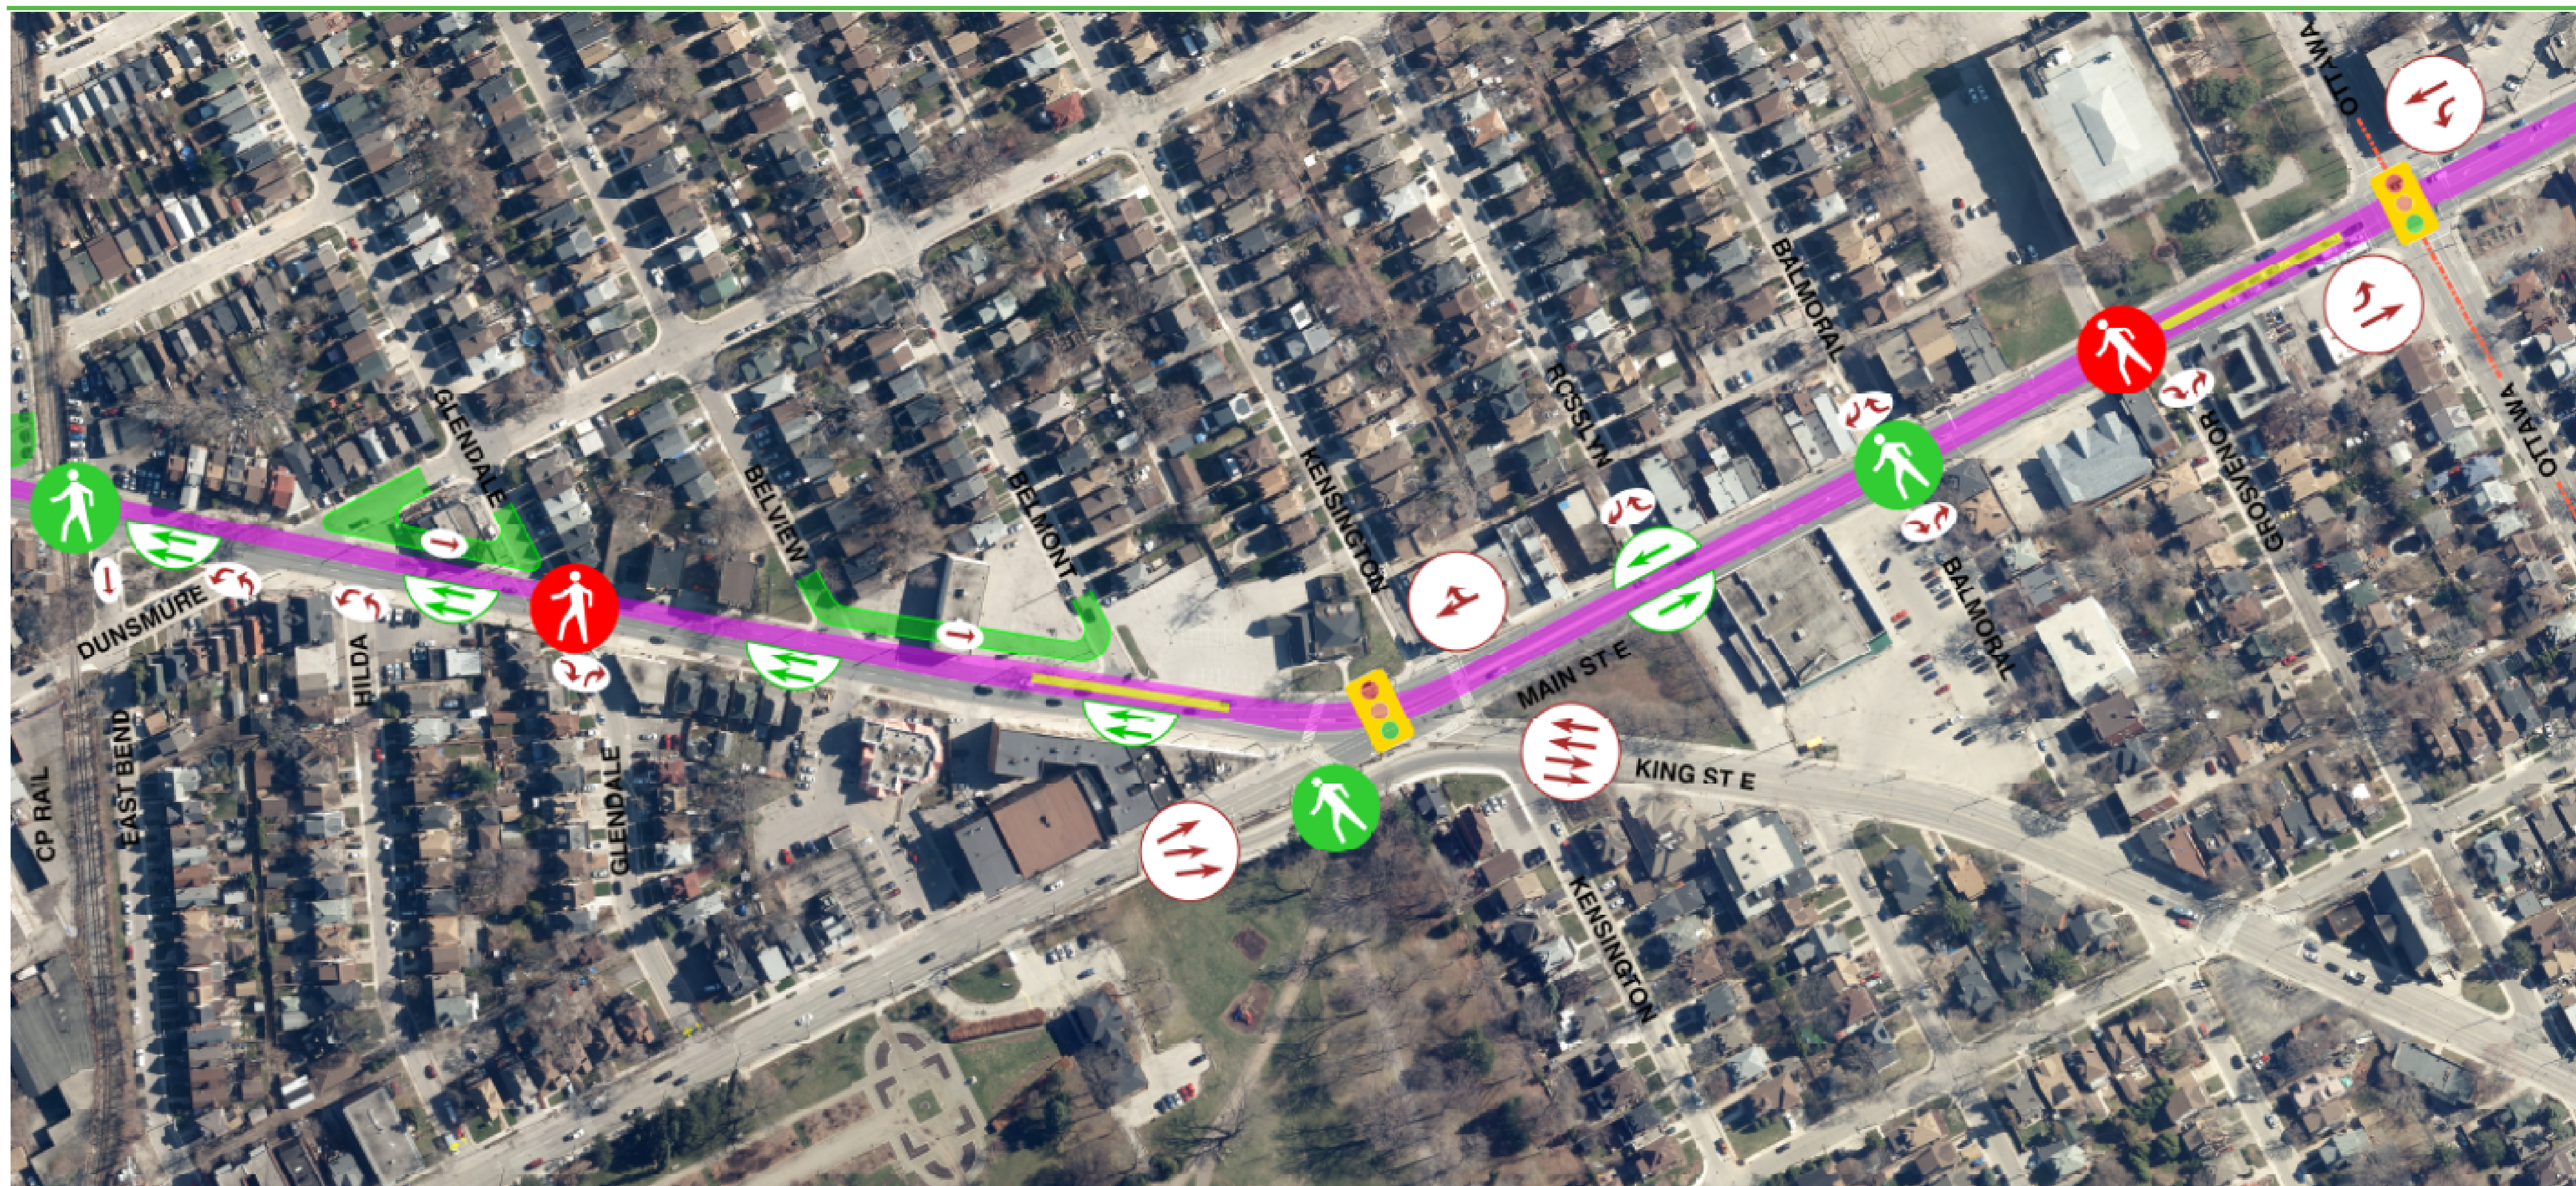 OTTAWA
BALMORAL
GLENDALE
ROSSLYN
KENSINGTON
BELVIEW
BELMONT
OTTAWA
GROSVENOR
BALMORAL
DUNSMURE
HILDA
MAIN ST E
KING ST E
EAST BEND
GLENDALE
CP RAIL
KENSINGTON